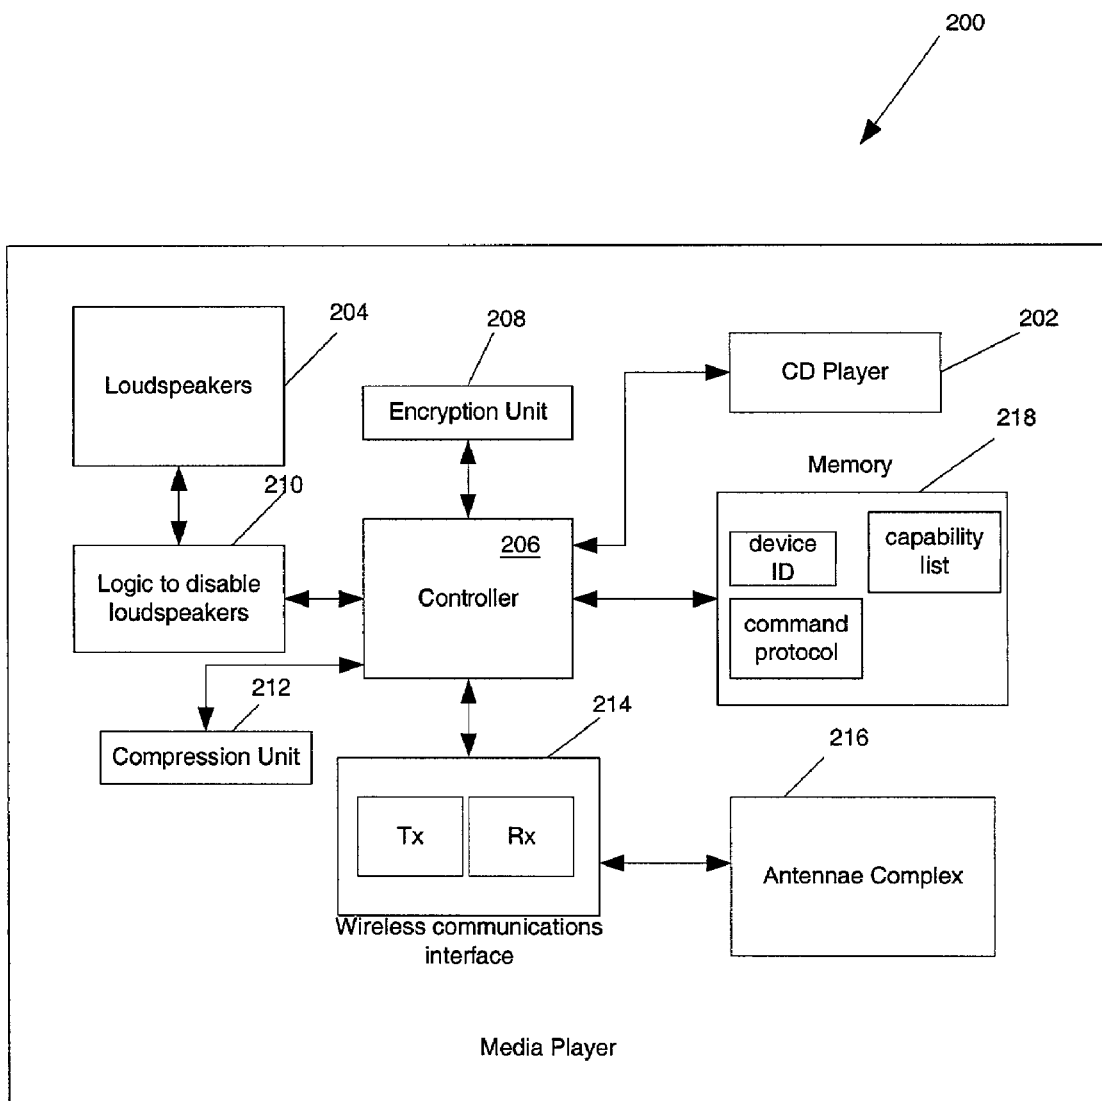 200
204
208
202
Loudspeakers
Encryption Unit
CD Player
218
Memory
210
206
Controller
device
ID
capability
list
Logic to disable
loudspeakers
command
protocol
212
214
216
Compression Unit
Tx
Rx
Antennae Complex
Wireless communications
interface
Media Player